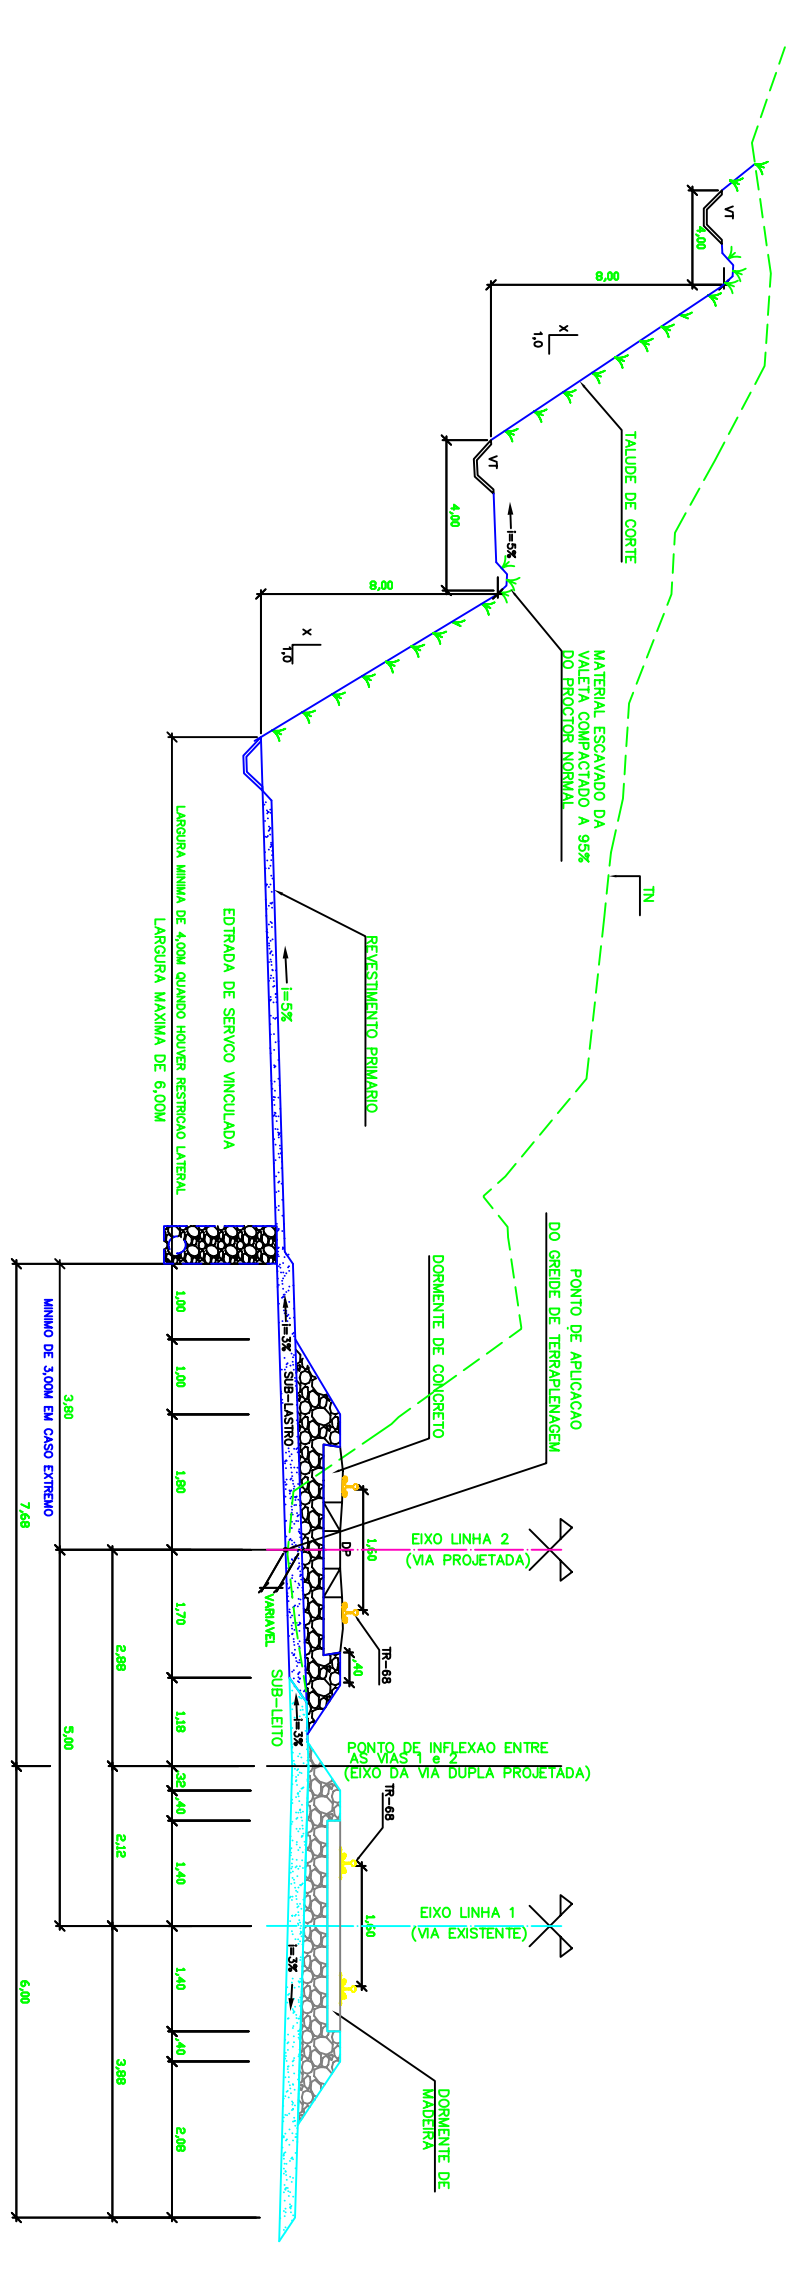 VT
4,00
8,00
X
1,0
TALUDE DE CORTE
VT
i=5%
4,00
8,00
X
1,0
MATERIAL ESCAVADO DA
VALETA COMPACTADO A 95%
DO PROCTOR NORMAL
TN
REVESTIMENTO PRIMARIO
i=5%
EDTRADA DE SERVCO VINCULADA
LARGURA MINIMA DE 4,00M QUANDO HOUVER RESTRICAO LATERAL
LARGURA MAXIMA DE 6,00M
PONTO DE APLICACAO
DO GREIDE DE TERRAPLENAGEM
DORMENTE DE CONCRETO
i=3%
SUB-LASTRO
EIXO LINHA 2
(VIA PROJETADA)
1,60
DP
TR-68
,40
VARIAVEL
SUB-LEITO
i=3%
PONTO DE INFLEXAO ENTRE
AS VIAS 1 e 2
(EIXO DA VIA DUPLA PROJETADA)
TR-68
EIXO LINHA 1
(VIA EXISTENTE)
1,60
i=3%
DORMENTE DE
MADEIRA
1,00
1,00
1,80
1,70
1,18
,32
,40
1,40
1,40
,40
2,08
2,88
2,12
3,88
3,80
5,00
MINIMO DE 3,00M EM CASO EXTREMO
7,68
6,00